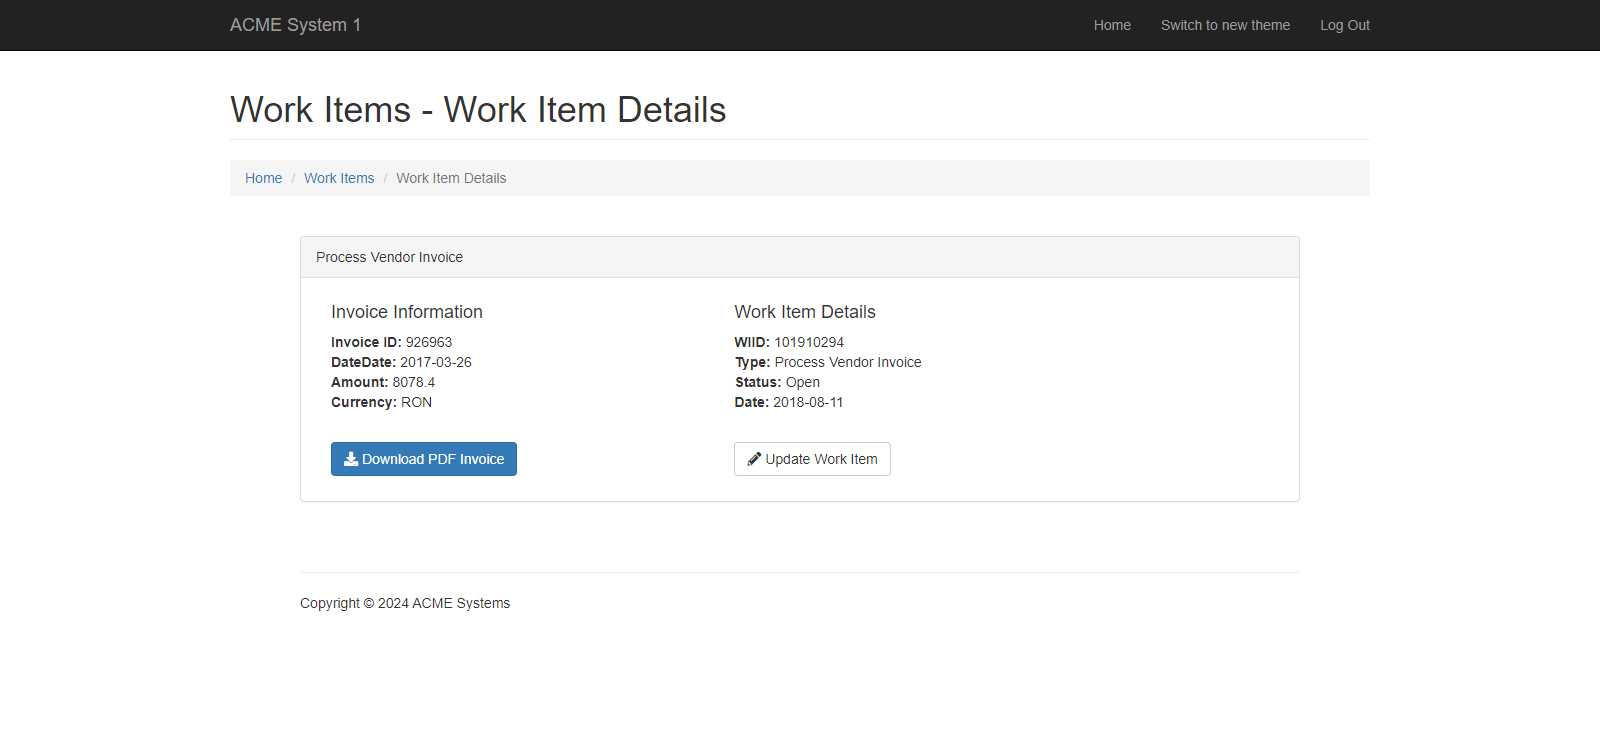 ACME System 1
Home
Switch to new theme
Log Out
Work Items - Work Item Details
Home / Work Items / Work Item Details
Process Vendor Invoice
Invoice Information
Invoice ID: 926963
DateDate: 2017-03-26
Amount: 8078.4
Currency: RON
Download PDF Invoice
Work Item Details
WIID: 101910294
Type: Process Vendor Invoice
Status: Open
Date: 2018-08-11
Update Work Item
Copyright © 2024 ACME Systems